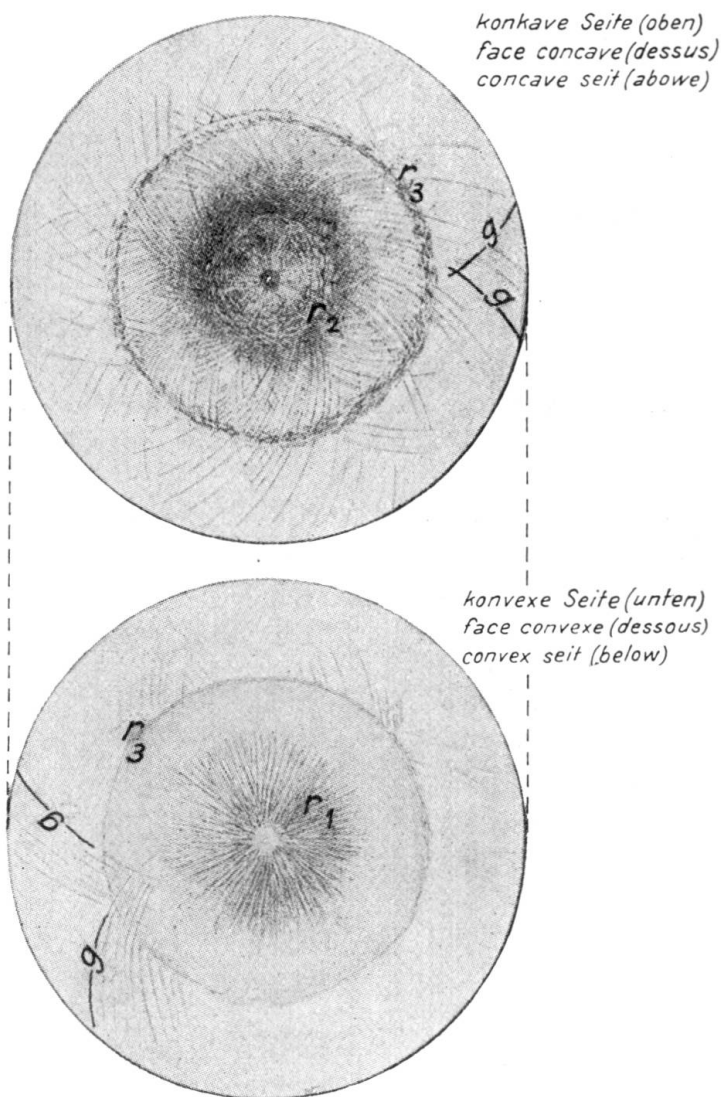 konkave Seite (oben)
face concave (dessus)
concave seit (abowe)
r3
g
g
r2
konvexe Seite (unten)
face convexe (dessous)
convex seit (below)
r3
r1
g
g